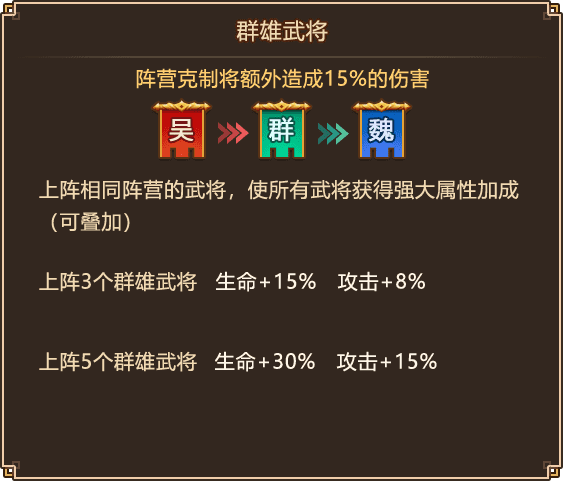 群雄武将
阵营克制将额外造成15%的伤害
吴 群 魏
上阵相同阵营的武将，使所有武将获得强大属性加成
（可叠加）
上阵3个群雄武将 生命+15% 攻击+8%
上阵5个群雄武将 生命+30% 攻击+15%